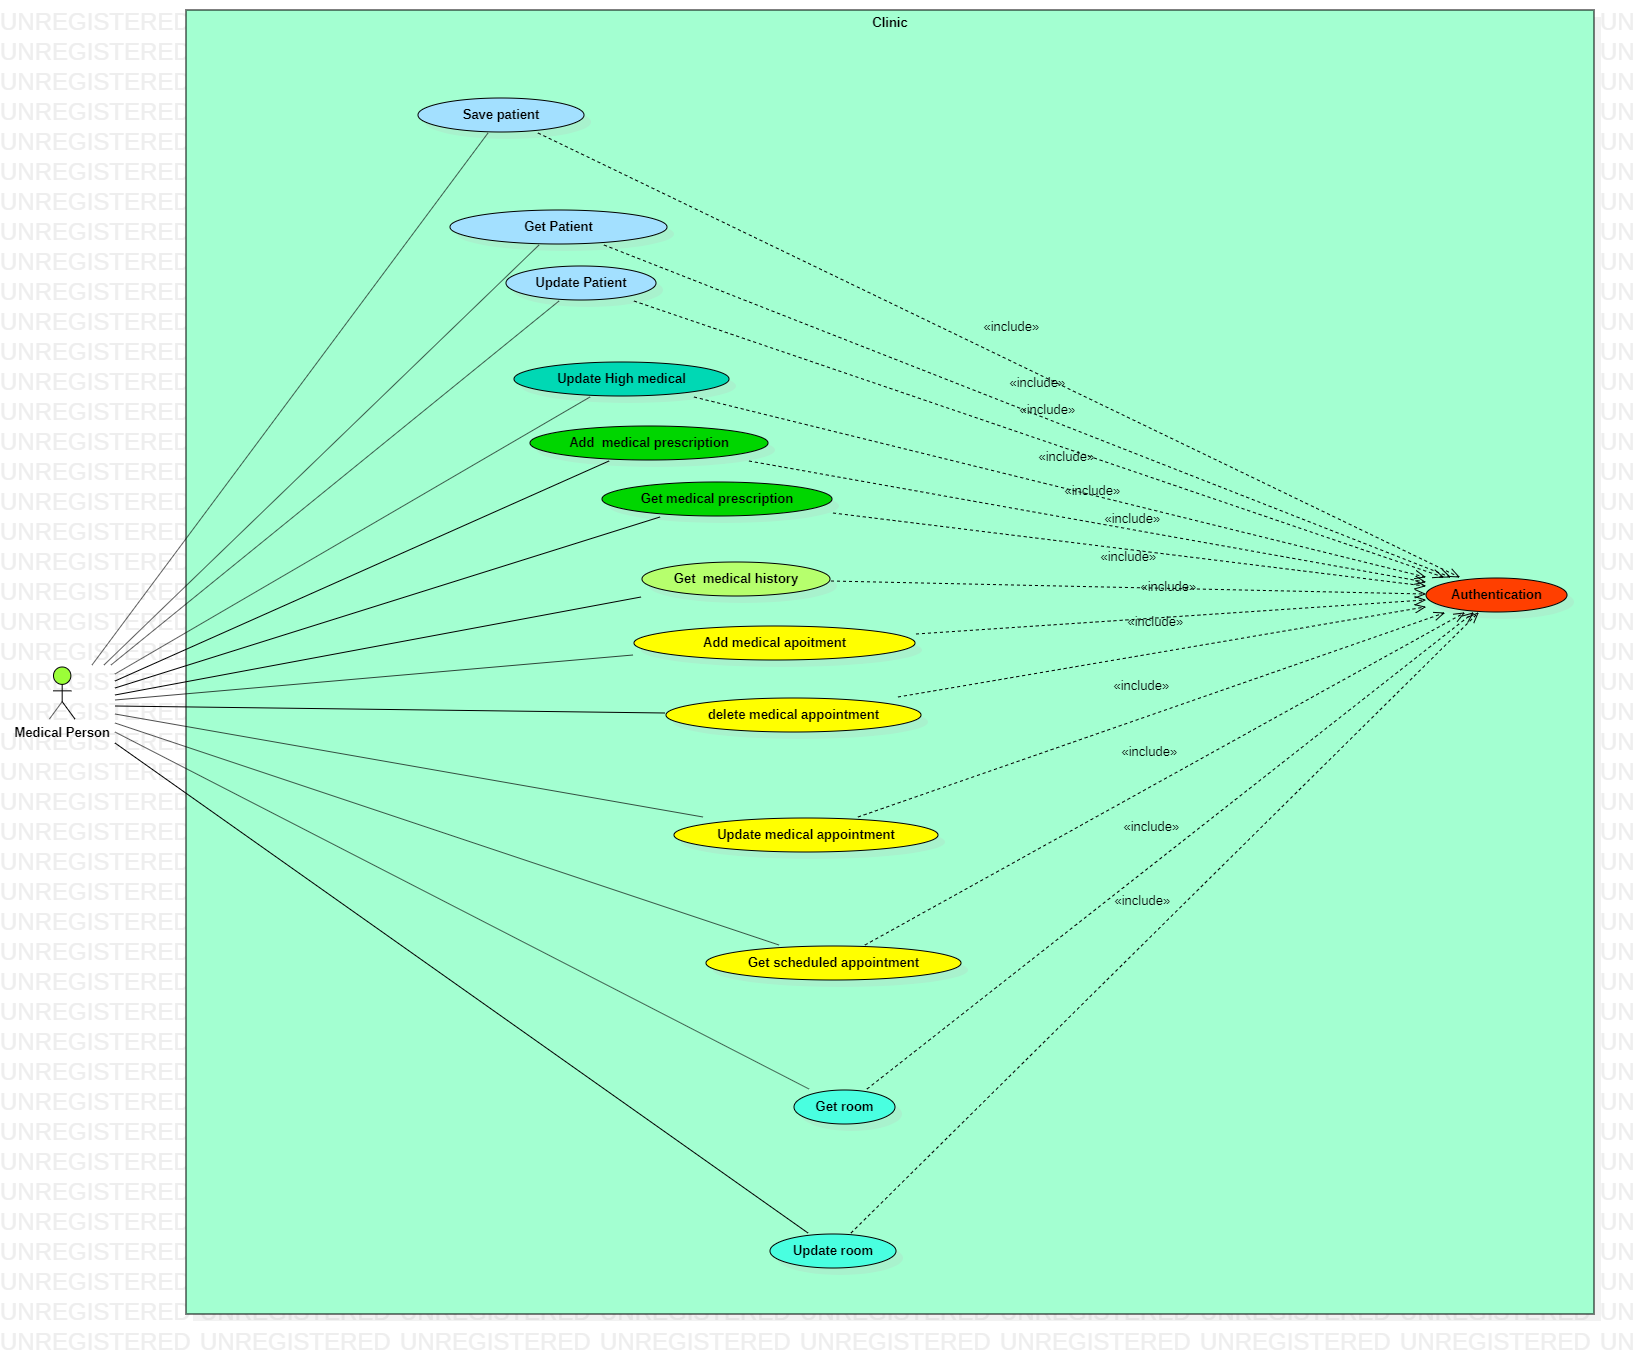 Clinic
Save patient
Get Patient
Update Patient
«include»
Update High medical
«include»
«include»
Add  medical prescription
«include»
Get medical prescription
«include»
«include»
«include»
Get  medical history
«include»
Authentication
Add medical apoitment
«include»
«include»
delete medical appointment
Medical Person
«include»
Update medical appointment
«include»
«include»
Get scheduled appointment
Get room
Update room
UNREGISTERED UNREGISTERED UNREGISTERED UNREGISTERED UNREGISTERED UNREGISTERED UNREGISTERED UNREGISTERED UN